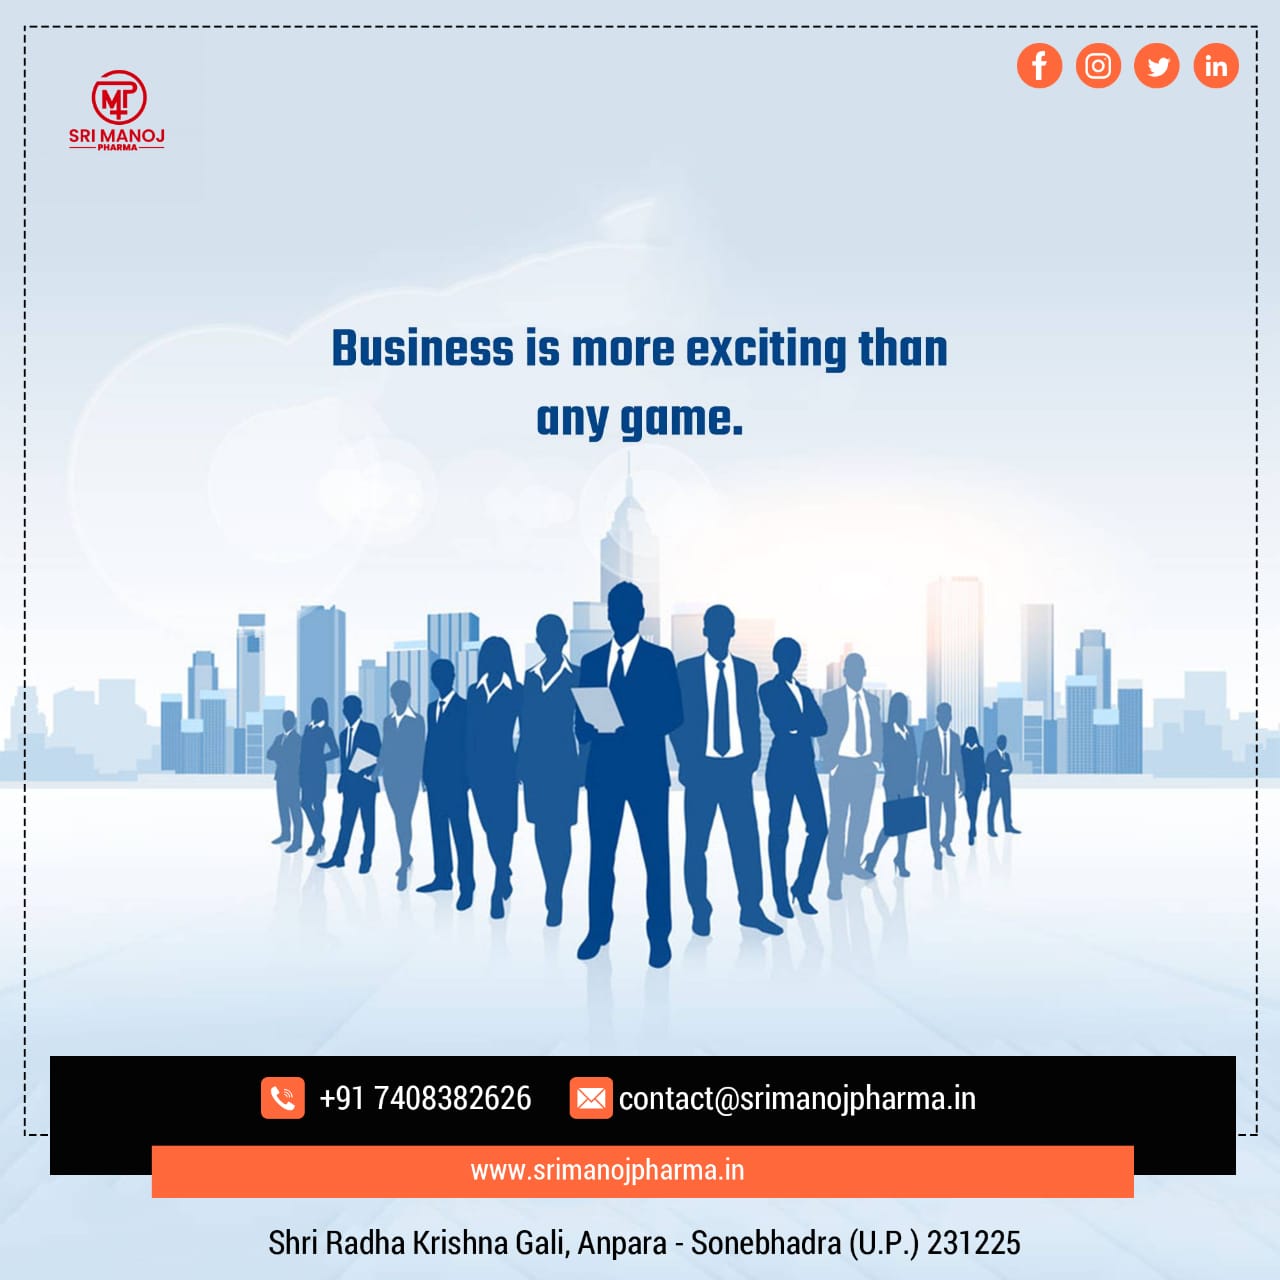 SRI MANOJ
PHARMA
Business is more exciting than
any game.
+91 7408382626
contact@srimanojpharma.in
www.srimanojpharma.in
Shri Radha Krishna Gali, Anpara - Sonebhadra (U.P.) 231225